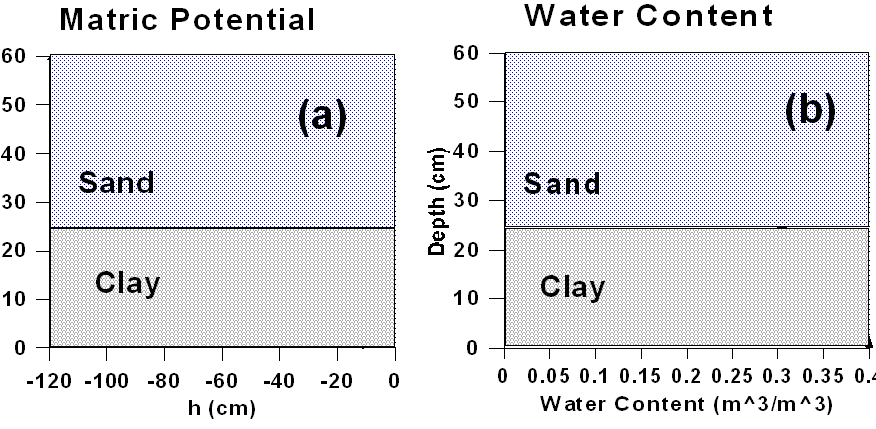 Matric Potential
60
50
40
30
20
10
0
(a)
Sand
Clay
-120 -100 -80 -60 -40 -20 0
h (cm)
Water Content
60
50
40
30
20
10
0
Depth (cm)
(b)
Sand
Clay
0 0.05 0.1 0.15 0.2 0.25 0.3 0.35 0.4
Water Content (m^3/m^3)